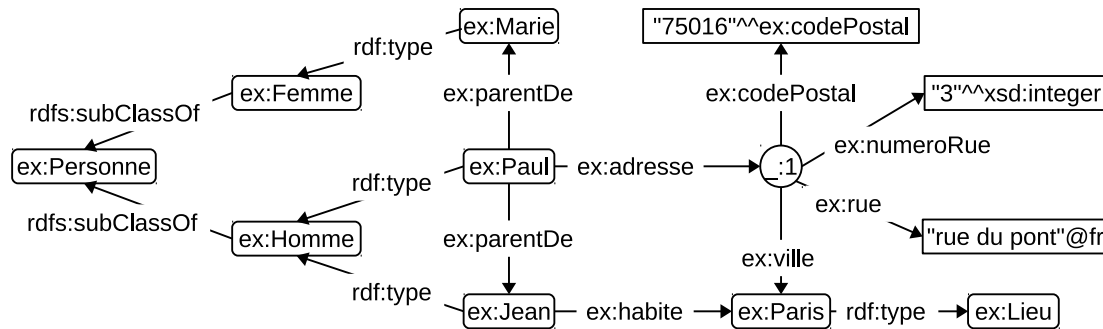 ex:Marie
"75016"^^ex:codePostal
rdf:type
ex:Femme
ex:parentDe
ex:codePostal
"3"^^xsd:integer
rdfs:subClassOf
ex:numeroRue
ex:Personne
ex:Paul
ex:adresse
_:1
rdf:type
ex:rue
rdfs:subClassOf
ex:Homme
ex:parentDe
"rue du pont"@fr
ex:ville
rdf:type
ex:Jean
ex:habite
ex:Paris
rdf:type
ex:Lieu